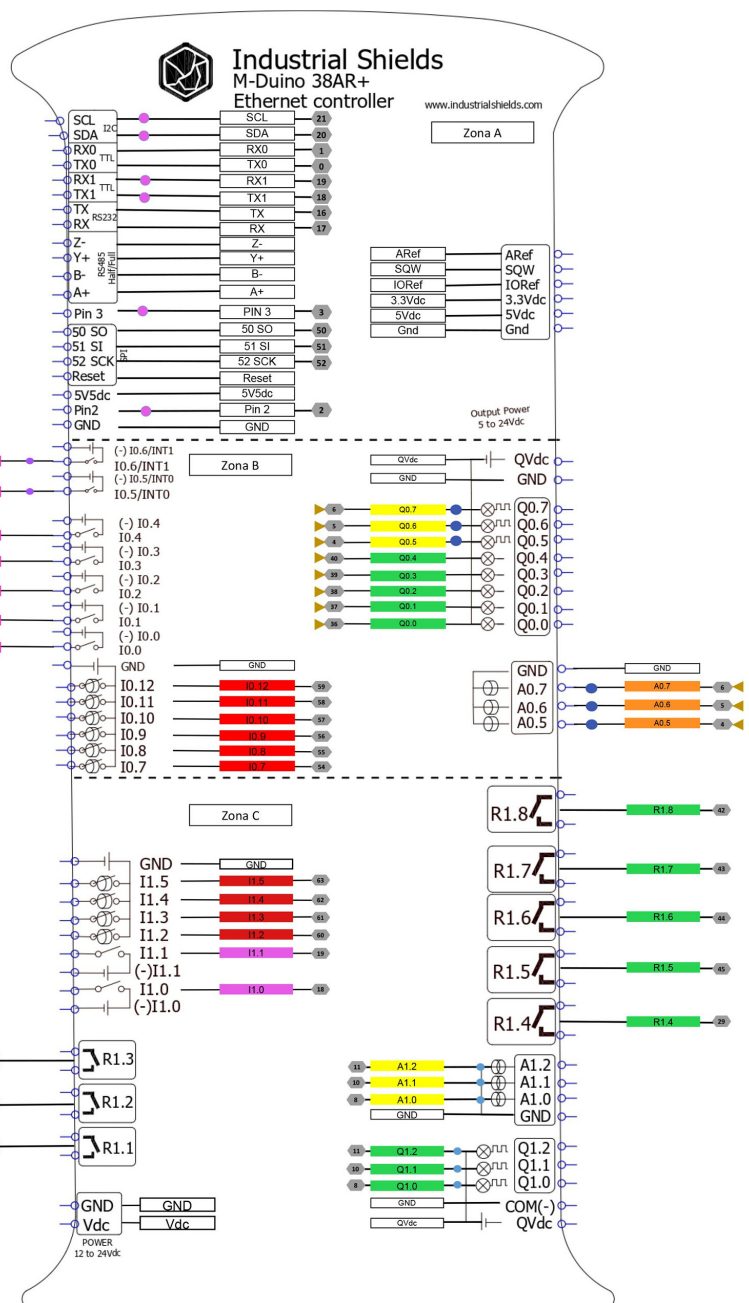 Industrial Shields
M-Duino 38AR+
Ethernet controller
www.industrialshields.com
Zona A
SCL SCL 21
I2C
SDA SDA 20
RX0 RX0 1
TTL
TX0 TX0 0
RX1 RX1 19
TTL
TX1 TX1 18
TX TX 16
RS232
RX RX 17
Z- Z-
Y+ Y+
RS485
Half/Full
B- B-
A+ A+
ARef ARef
SQW SQW
IORef IORef
3.3Vdc 3.3Vdc
5Vdc 5Vdc
Gnd Gnd
Pin 3 PIN 3 3
50 SO 50 SO 50
51 SI 51 SI 51
SPI
52 SCK 52 SCK 52
Reset Reset
5V5dc 5V5dc
Pin2 Pin 2 2
GND GND
Output Power
5 to 24Vdc
Zona B
(-) I0.6/INT1
I0.6/INT1
(-) I0.5/INT0
I0.5/INT0
(-) I0.4
I0.4
(-) I0.3
I0.3
(-) I0.2
I0.2
(-) I0.1
I0.1
(-) I0.0
I0.0
QVdc QVdc
GND GND
6 Q0.7 Q0.7
5 Q0.6 Q0.6
4 Q0.5 Q0.5
40 Q0.4 Q0.4
39 Q0.3 Q0.3
38 Q0.2 Q0.2
37 Q0.1 Q0.1
36 Q0.0 Q0.0
GND GND
I0.12 I0.12 59
I0.11 I0.11 58
I0.10 I0.10 57
I0.9 I0.9 56
I0.8 I0.8 55
I0.7 I0.7 54
GND GND
A0.7 A0.7 6
A0.6 A0.6 5
A0.5 A0.5 4
Zona C
R1.8 R1.8 42
R1.7 R1.7 43
R1.6 R1.6 44
R1.5 R1.5 45
R1.4 R1.4 29
GND GND
I1.5 I1.5 63
I1.4 I1.4 62
I1.3 I1.3 61
I1.2 I1.2 60
I1.1 I1.1 19
(-)I1.1
I1.0 I1.0 18
(-)I1.0
R1.3
R1.2
R1.1
11 A1.2 A1.2
10 A1.1 A1.1
8 A1.0 A1.0
GND GND
11 Q1.2 Q1.2
10 Q1.1 Q1.1
8 Q1.0 Q1.0
GND COM(-)
QVdc QVdc
GND GND
Vdc Vdc
POWER
12 to 24Vdc